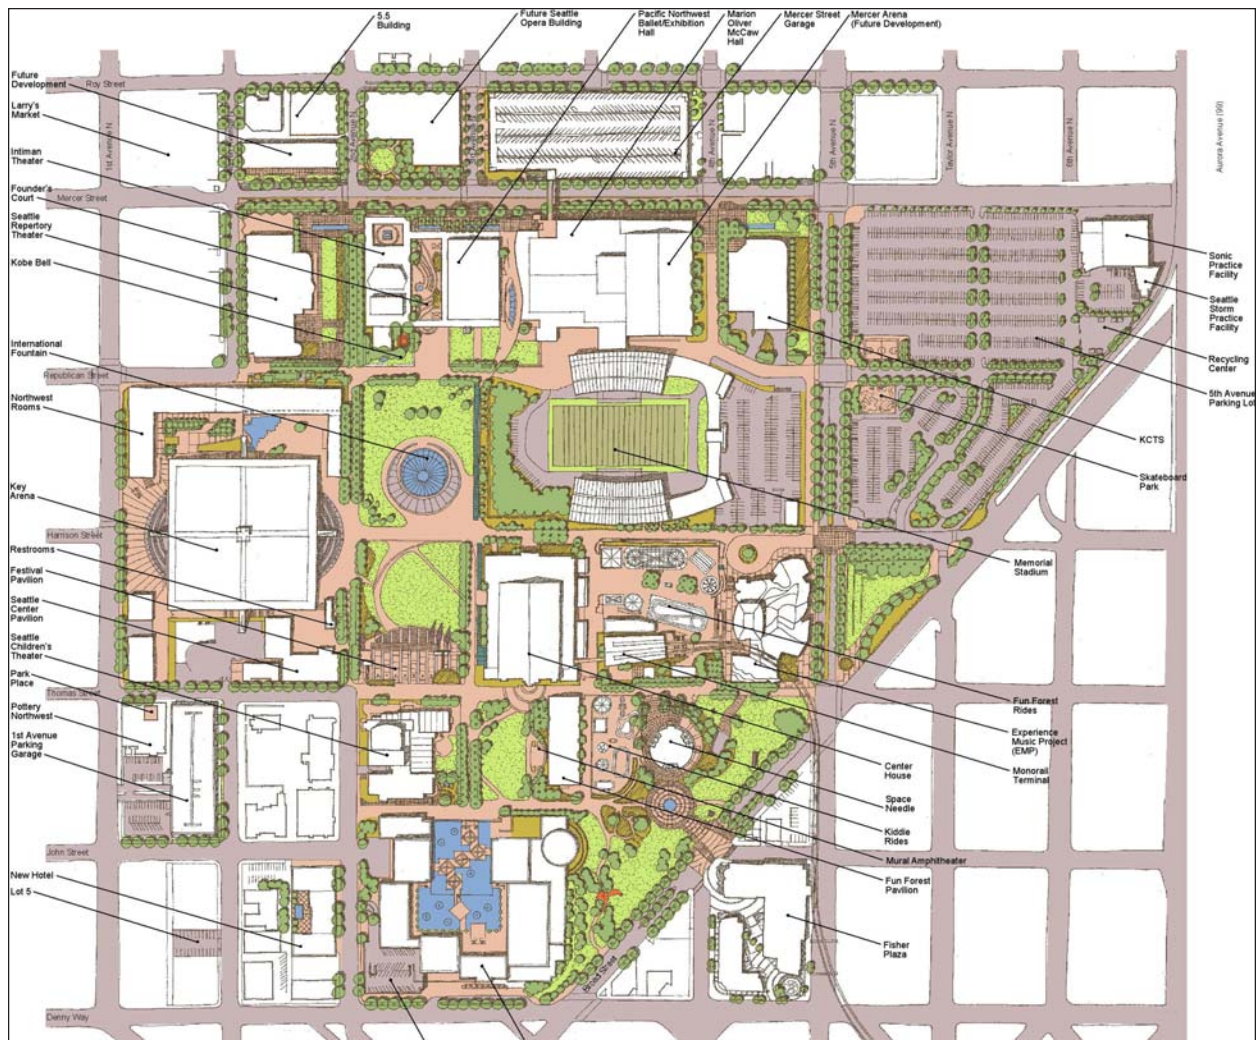 5.5
Building
Future Seattle
Opera Building
Pacific Northwest
Ballet/Exhibition
Hall
Marion
Oliver
McCaw
Hall
Mercer Street
Garage
Mercer Arena
(Future Development)
Future
Development
Larry's
Market
Intiman
Theater
Founder's
Court
Seattle
Repertory
Theater
Kobe Bell
International
Fountain
Northwest
Rooms
Key
Arena
Restrooms
Festival
Pavilion
Seattle
Center
Pavilion
Seattle
Children's
Theater
Park
Place
Pottery
Northwest
1st Avenue
Parking
Garage
New Hotel
Lot 5
Roy Street
Mercer Street
Republican Street
Harrison Street
Thomas Street
John Street
Denny Way
Broad Street
1st Avenue N.
2nd Avenue N.
4th Avenue N.
5th Avenue N.
Taylor Avenue N.
6th Avenue N.
Aurora Avenue (99)
Sonic
Practice
Facility
Seattle
Storm
Practice
Facility
Recycling
Center
5th Avenue
Parking Lot
KCTS
Skateboard
Park
Memorial
Stadium
Fun Forest
Rides
Experience
Music Project
(EMP)
Monorail
Terminal
Center
House
Space
Needle
Kiddie
Rides
Mural Amphitheater
Fun Forest
Pavilion
Fisher
Plaza